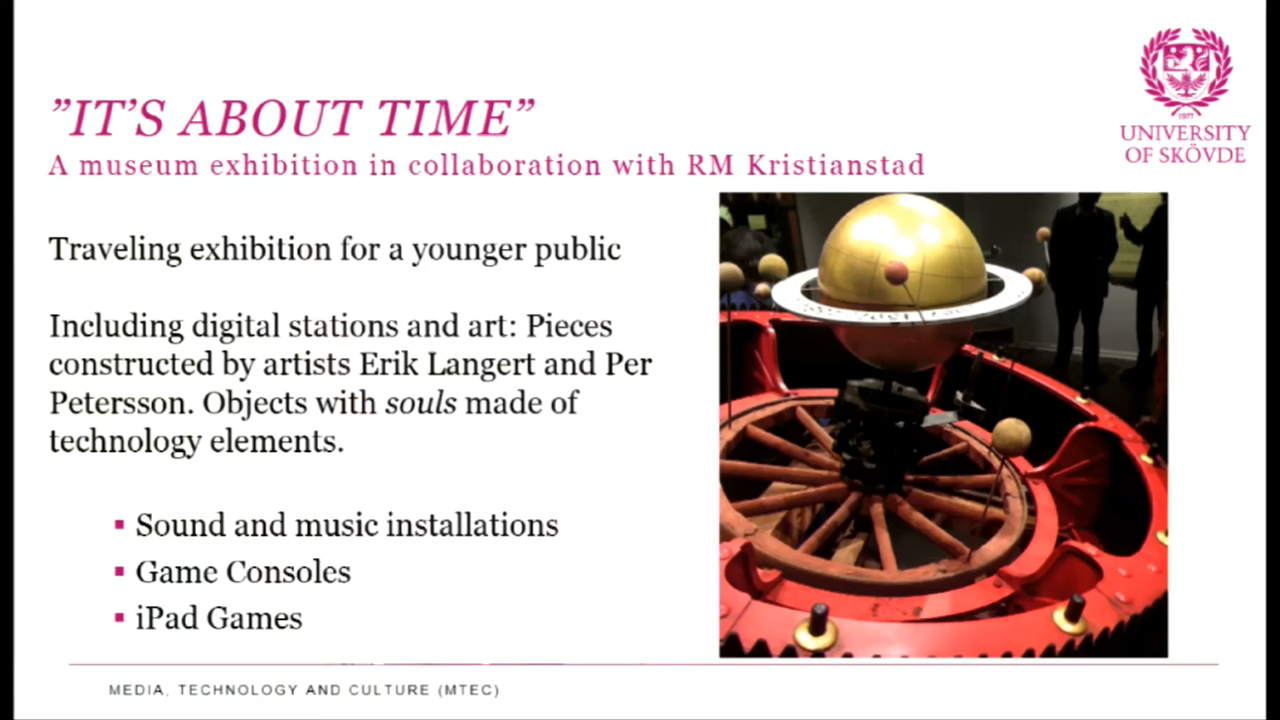 ”IT’S ABOUT TIME”
A museum exhibition in collaboration with RM Kristianstad
1977
UNIVERSITY
OF SKÖVDE
Traveling exhibition for a younger public
Including digital stations and art: Pieces
constructed by artists Erik Langert and Per
Petersson. Objects with souls made of
technology elements.
▪ Sound and music installations
▪ Game Consoles
▪ iPad Games
MEDIA, TECHNOLOGY AND CULTURE (MTEC)